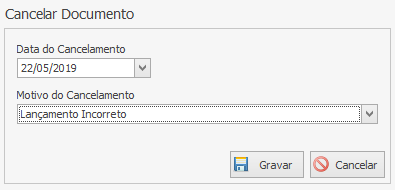 Cancelar Documento
Data do Cancelamento
22/05/2019
Motivo do Cancelamento
Lançamento Incorreto
Gravar Cancelar